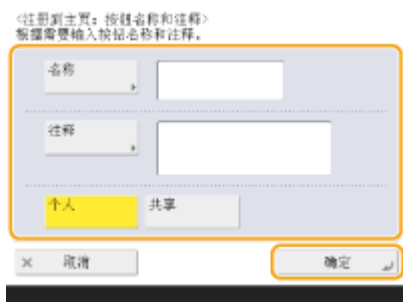 <注册到主页：按钮名称和注释>
根据需要输入按钮名称和注释。
名称
注释
个人 共享
× 取消 确定